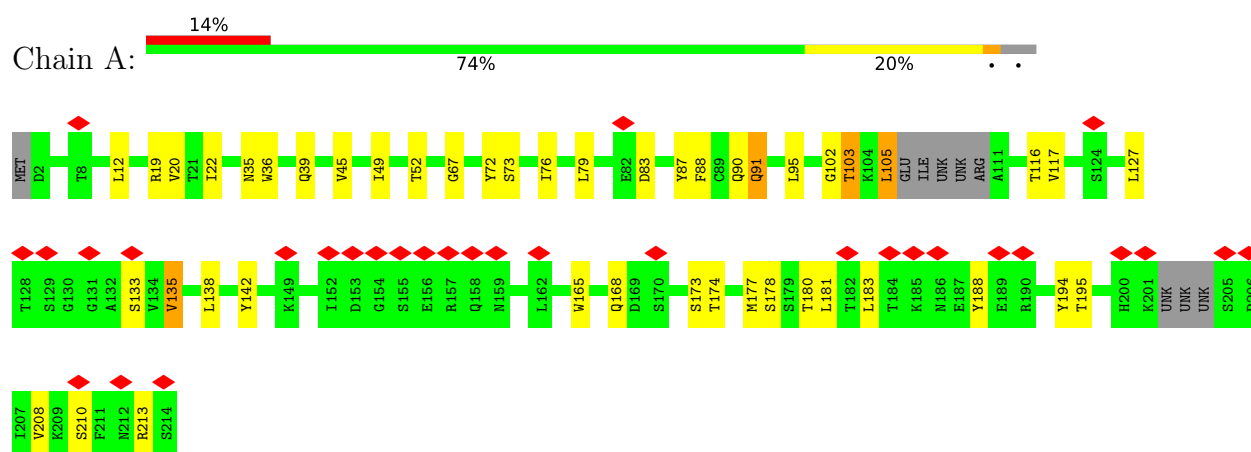 14%
Chain A:
74% 20% • •
MET D2 T8 L12 R19 V20 T21 I22 N35 W36 Q39 V45 I49 T52 G67 Y72 S73 I76 L79 E82 D83 Y87 F88 C89 Q90 Q91 L95 G102 T103 K104 L105 GLU ILE UNK UNK ARG A111 T116 V117 S124 L127
T128 S129 G130 G131 A132 S133 V134 V135 L138 Y142 K149 I152 D153 G154 S155 E156 R157 Q158 N159 L162 W165 Q168 D169 S170 S173 T174 M177 S178 S179 T180 L181 T182 L183 T184 K185 N186 E187 Y188 E189 R190 Y194 T195 H200 K201 UNK UNK UNK S205
I207 V208 K209 S210 F211 N212 R213 S214